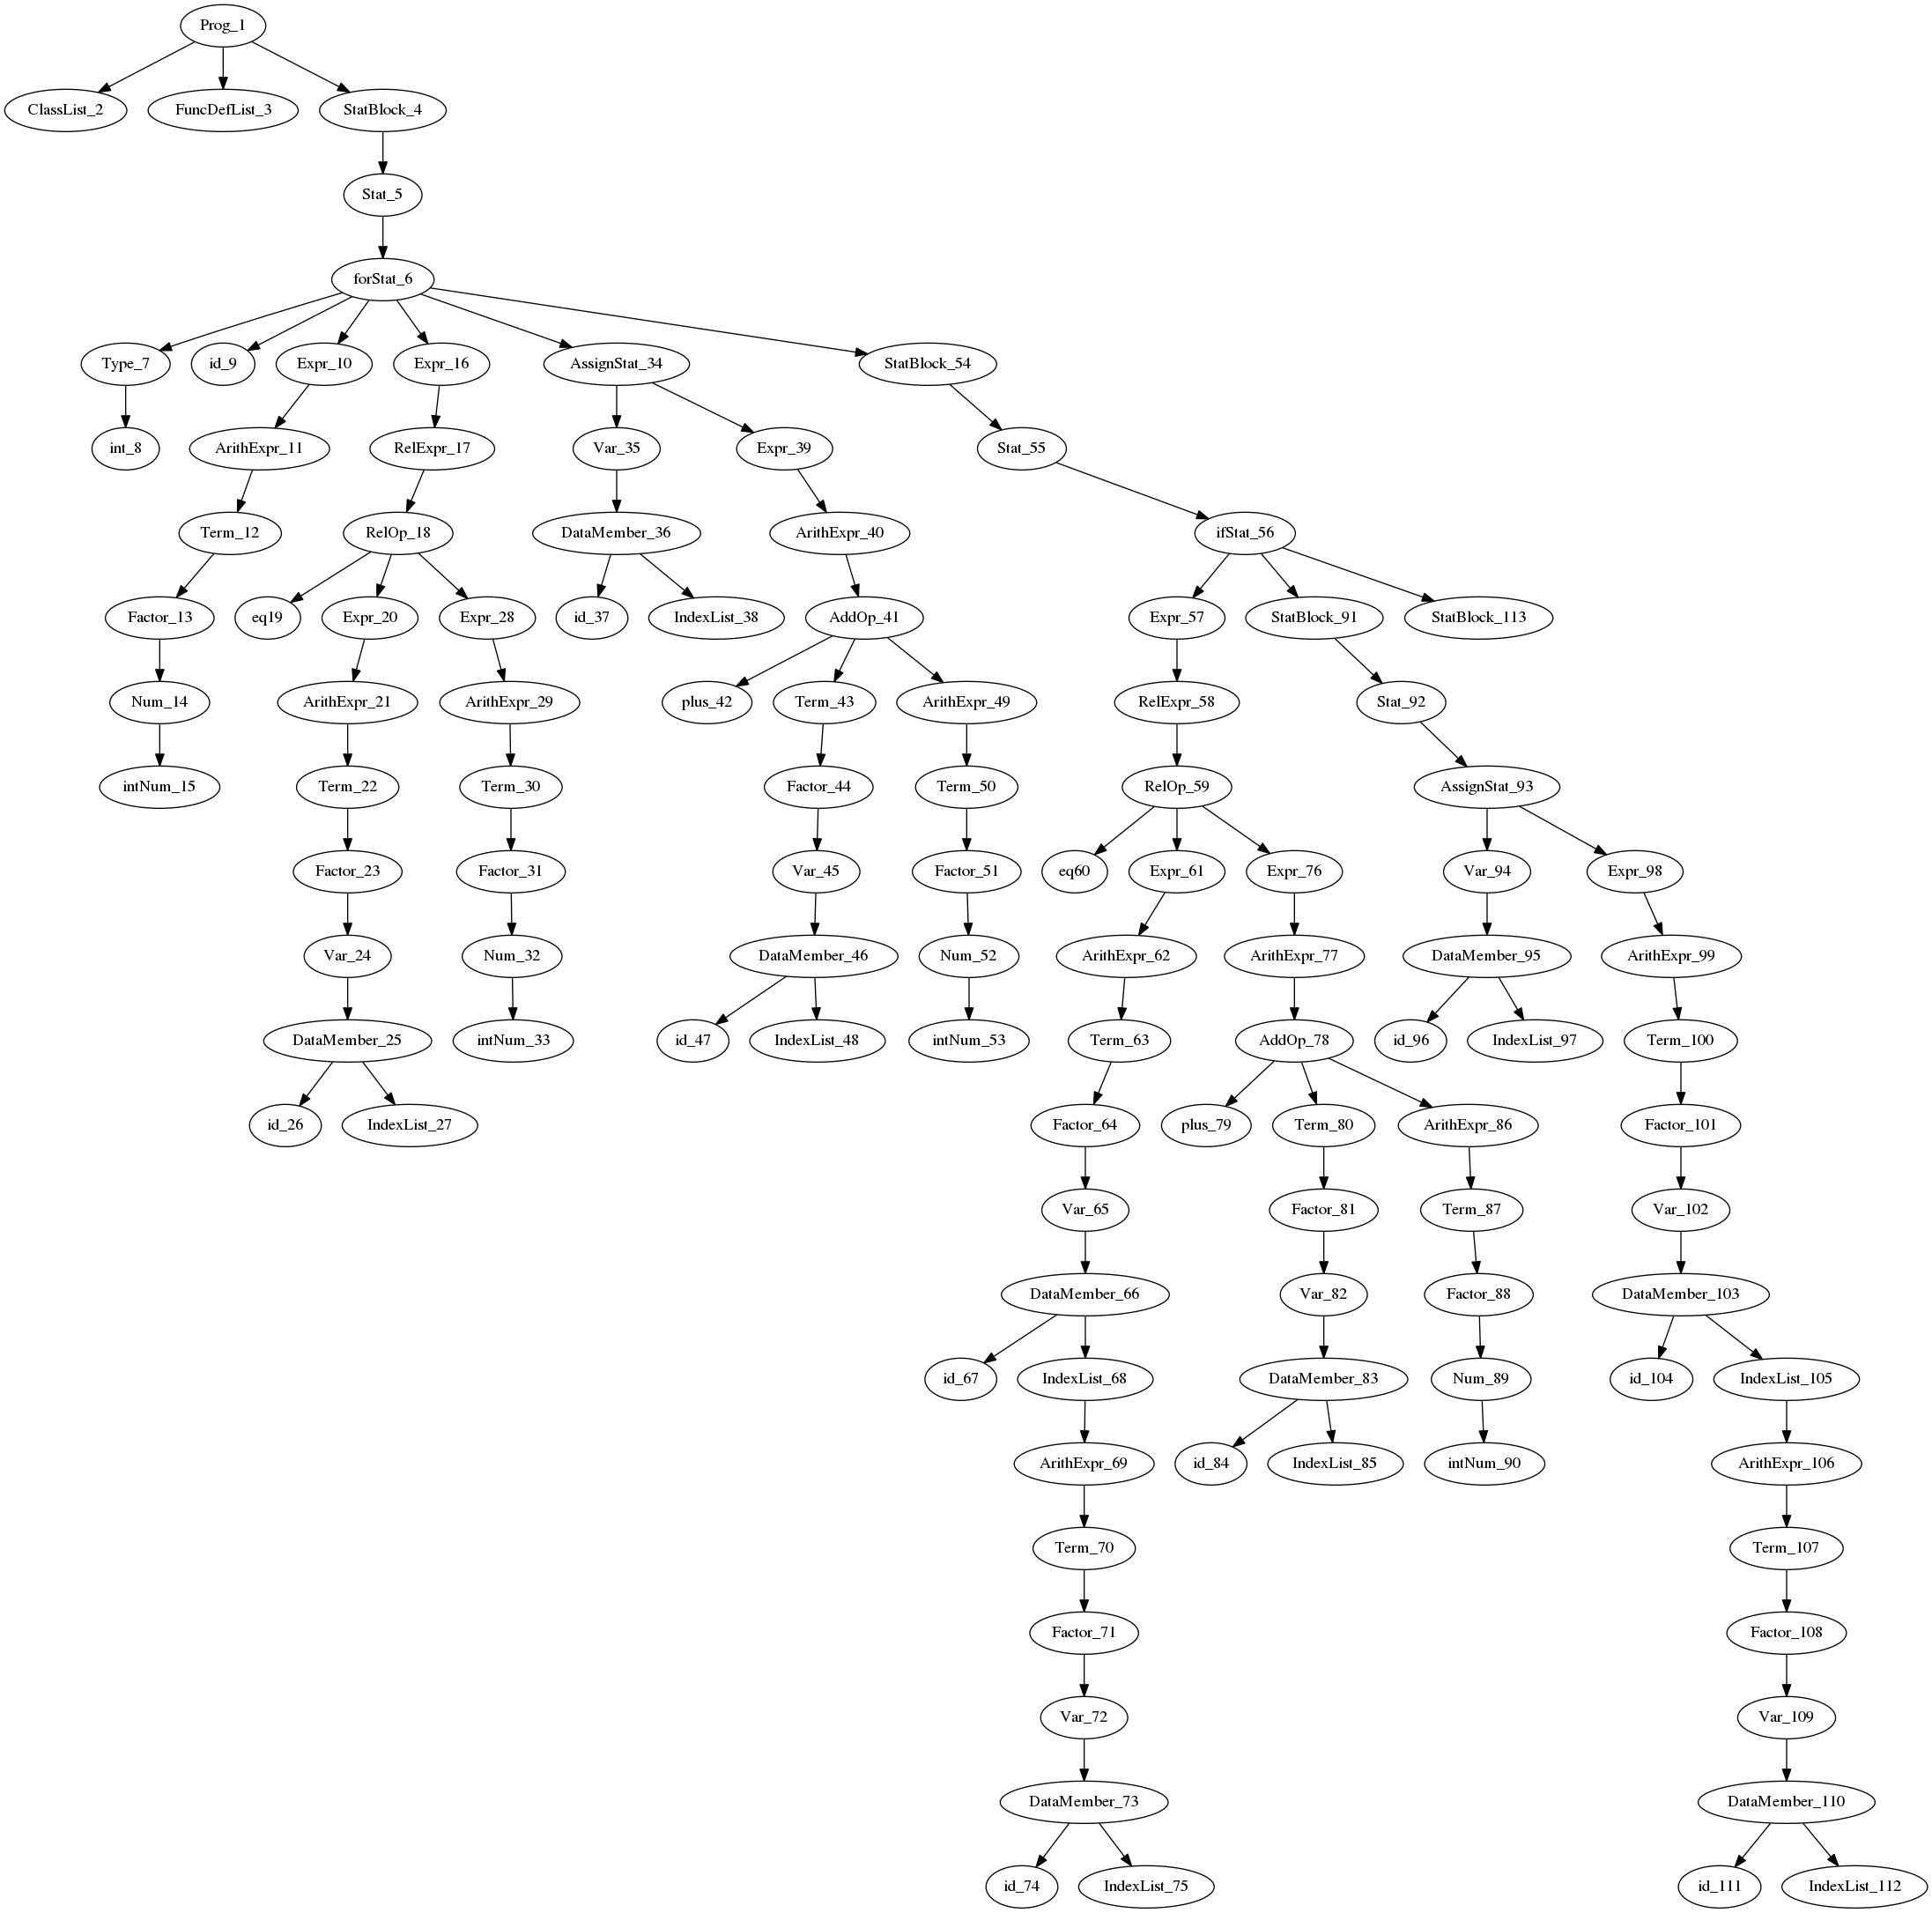 Prog_1
ClassList_2 FuncDefList_3 StatBlock_4
Stat_5
forStat_6
Type_7 id_9 Expr_10 Expr_16 AssignStat_34 StatBlock_54
int_8 ArithExpr_11 RelExpr_17 Var_35 Expr_39 Stat_55
Term_12 RelOp_18 DataMember_36 ArithExpr_40 ifStat_56
Factor_13 eq19 Expr_20 Expr_28 id_37 IndexList_38 AddOp_41 Expr_57 StatBlock_91 StatBlock_113
Num_14 ArithExpr_21 ArithExpr_29 plus_42 Term_43 ArithExpr_49 RelExpr_58 Stat_92
intNum_15 Term_22 Term_30 Factor_44 Term_50 RelOp_59 AssignStat_93
Factor_23 Factor_31 Var_45 Factor_51 eq60 Expr_61 Expr_76 Var_94 Expr_98
Var_24 Num_32 DataMember_46 Num_52 ArithExpr_62 ArithExpr_77 DataMember_95 ArithExpr_99
DataMember_25 intNum_33 id_47 IndexList_48 intNum_53 Term_63 AddOp_78 id_96 IndexList_97 Term_100
id_26 IndexList_27 Factor_64 plus_79 Term_80 ArithExpr_86 Factor_101
Var_65 Factor_81 Term_87 Var_102
DataMember_66 Var_82 Factor_88 DataMember_103
id_67 IndexList_68 DataMember_83 Num_89 id_104 IndexList_105
ArithExpr_69 id_84 IndexList_85 intNum_90 ArithExpr_106
Term_70 Term_107
Factor_71 Factor_108
Var_72 Var_109
DataMember_73 DataMember_110
id_74 IndexList_75 id_111 IndexList_112